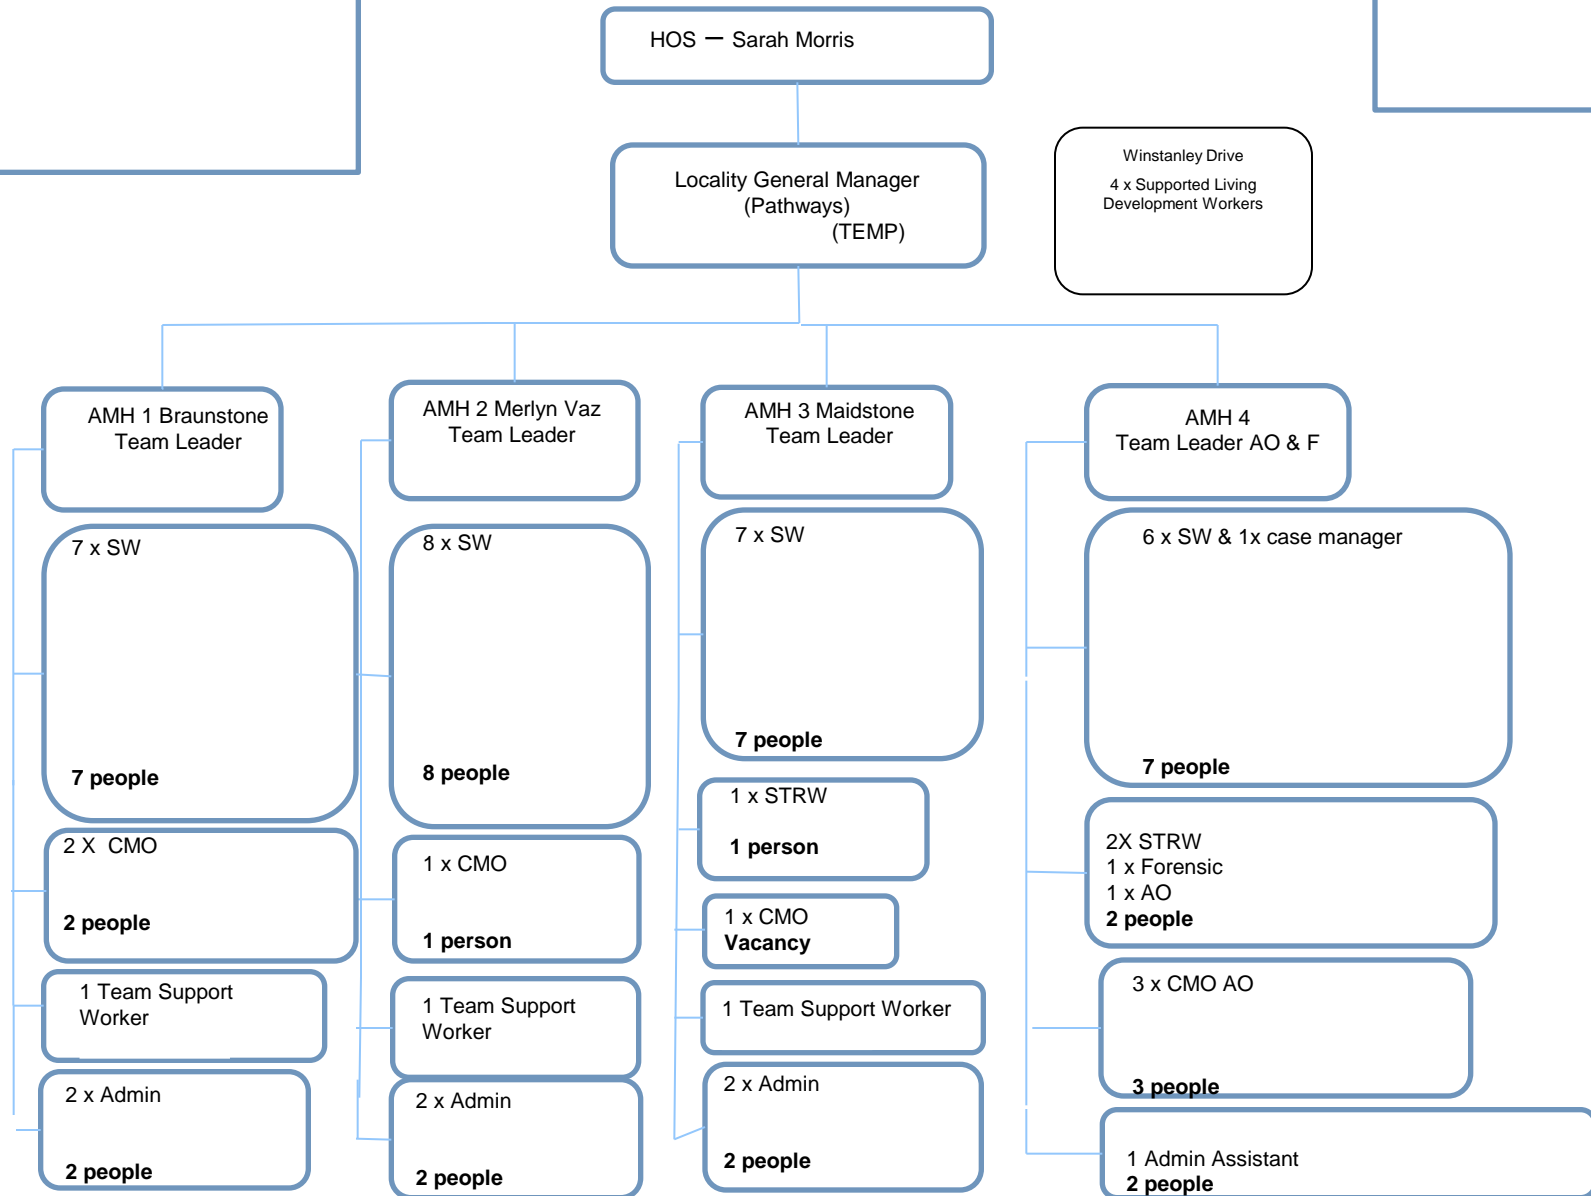 HOS – Sarah Morris
Locality General Manager
(Pathways)
(TEMP)
Winstanley Drive
4 x Supported Living
Development Workers
AMH 1 Braunstone
Team Leader
7 x SW
7 people
2 X CMO
2 people
1 Team Support
Worker
2 x Admin
2 people
AMH 2 Merlyn Vaz
Team Leader
8 x SW
8 people
1 x CMO
1 person
1 Team Support
Worker
2 x Admin
2 people
AMH 3 Maidstone
Team Leader
7 x SW
7 people
1 x STRW
1 person
1 x CMO
Vacancy
1 Team Support Worker
2 x Admin
2 people
AMH 4
Team Leader AO & F
6 x SW & 1x case manager
7 people
2X STRW
1 x Forensic
1 x AO
2 people
3 x CMO AO
3 people
1 Admin Assistant
2 people